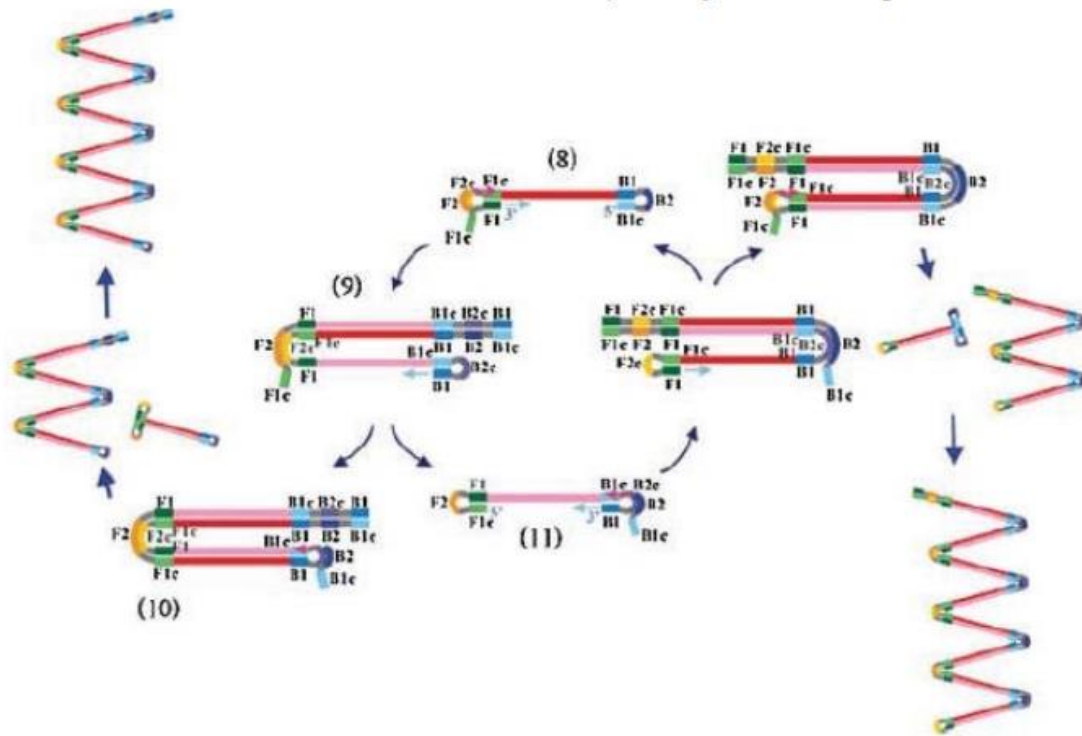 (8)
F2c F1c B1
F2 B2
F1 3' 5' B1c
F1c
F1 F2c F1c B1
B1c B2c B2
F1c F2 F1 F1c B1
F2
F1c F1 B1c
(9)
F1 B1c B2c B1
F2 F2c F1c B1 B2 B1c
B1c B2c
F1 B1
F1c
F1 F2c F1c B1
F1c F2 F1 B1c B2c B2
F2c F1c B1
F1 B1
B1c
F1 B1c B2c B1
F2 F2c F1c B1 B2 B1c
F1 B1c B2
F1c B1 B1c
(10)
F1 B1c B2c
F2 5' 3' B2
F1c B1
B1c
(11)